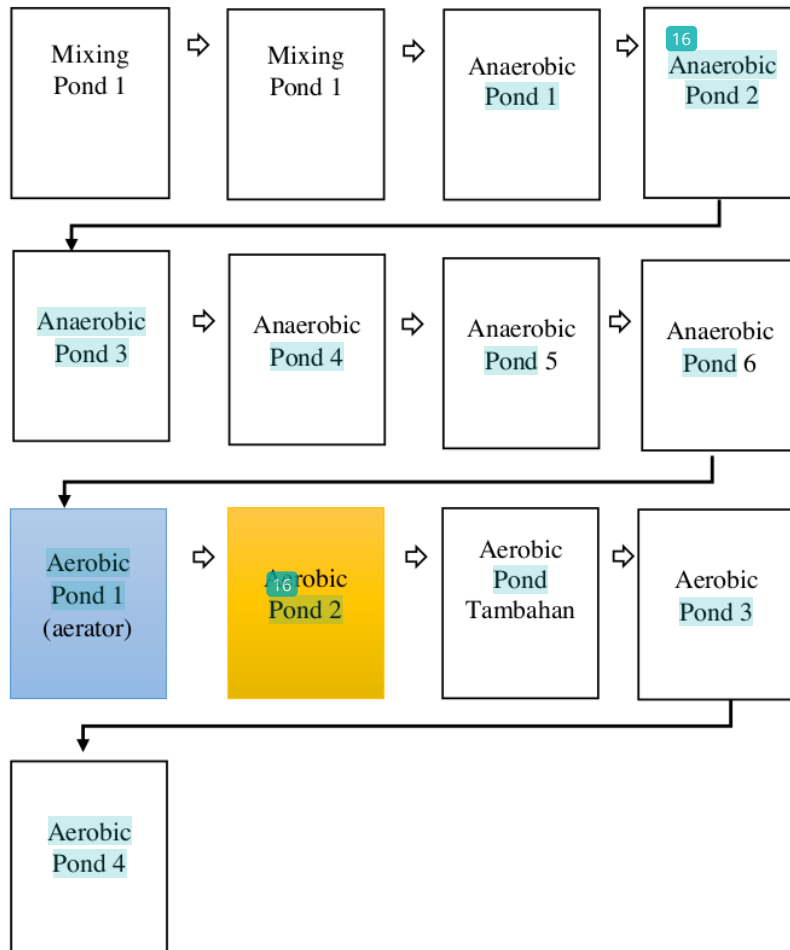 Mixing
Pond 1
Mixing
Pond 1
Anaerobic
Pond 1
16
Anaerobic
Pond 2
Anaerobic
Pond 3
Anaerobic
Pond 4
Anaerobic
Pond 5
Anaerobic
Pond 6
Aerobic
Pond 1
(aerator)
Aerobic
16
Pond 2
Aerobic
Pond
Tambahan
Aerobic
Pond 3
Aerobic
Pond 4